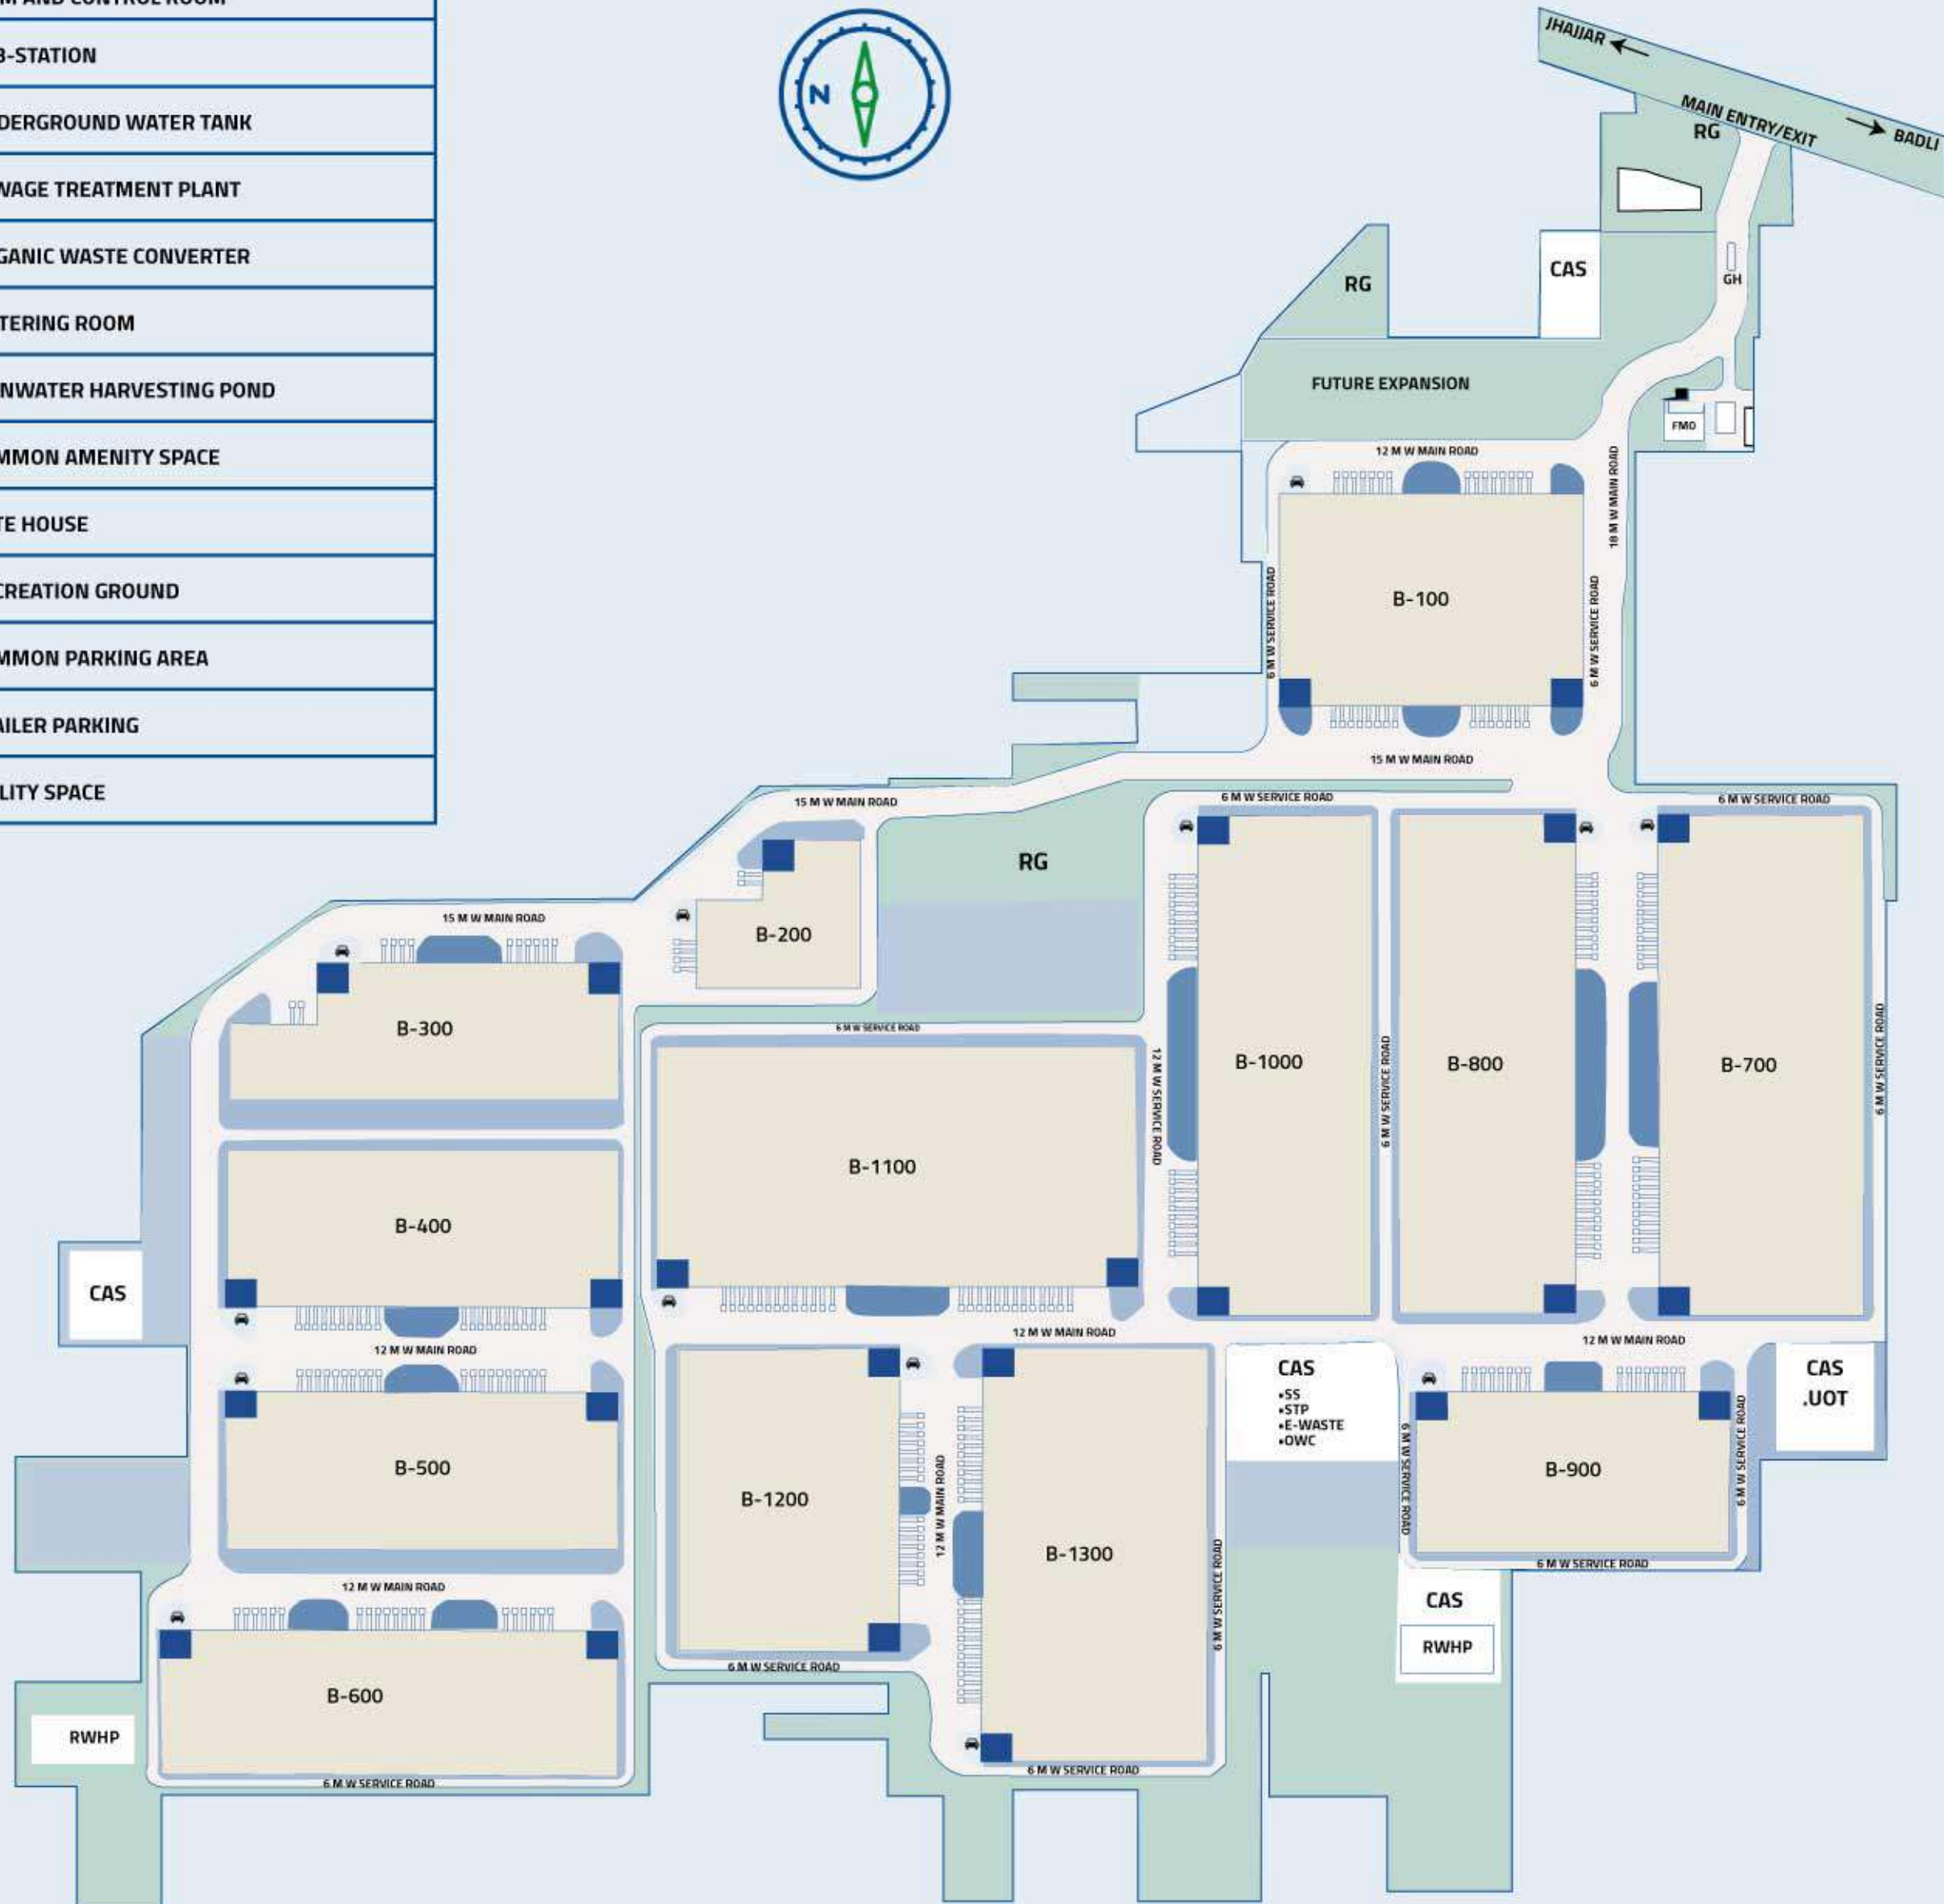 M AND CONTROL ROOM
B-STATION
DERGROUND WATER TANK
WAGE TREATMENT PLANT
GANIC WASTE CONVERTER
TERING ROOM
INWATER HARVESTING POND
MMON AMENITY SPACE
TE HOUSE
CREATION GROUND
MMON PARKING AREA
AILER PARKING
LITY SPACE
N
JHAJJAR
MAIN ENTRY/EXIT
BADLI
RG
CAS
RG
GH
FUTURE EXPANSION
FMO
12 M W MAIN ROAD
18 M W MAIN ROAD
B-100
6 M W SERVICE ROAD
6 M W SERVICE ROAD
15 M W MAIN ROAD
15 M W MAIN ROAD
6 M W SERVICE ROAD
6 M W SERVICE ROAD
RG
15 M W MAIN ROAD
B-200
B-300
6 M W SERVICE ROAD
12 M W SERVICE ROAD
B-1000
6 M W SERVICE ROAD
B-800
B-700
6 M W SERVICE ROAD
B-1100
B-400
CAS
12 M W MAIN ROAD
12 M W MAIN ROAD
12 M W MAIN ROAD
CAS
•SS
•STP
•E-WASTE
•OWC
CAS
.UOT
B-500
B-1200
12 M W MAIN ROAD
B-1300
6 M W SERVICE ROAD
6 M W SERVICE ROAD
B-900
6 M W SERVICE ROAD
6 M W SERVICE ROAD
12 M W MAIN ROAD
CAS
RWHP
6 M W SERVICE ROAD
B-600
RWHP
6 M W SERVICE ROAD
6 M W SERVICE ROAD